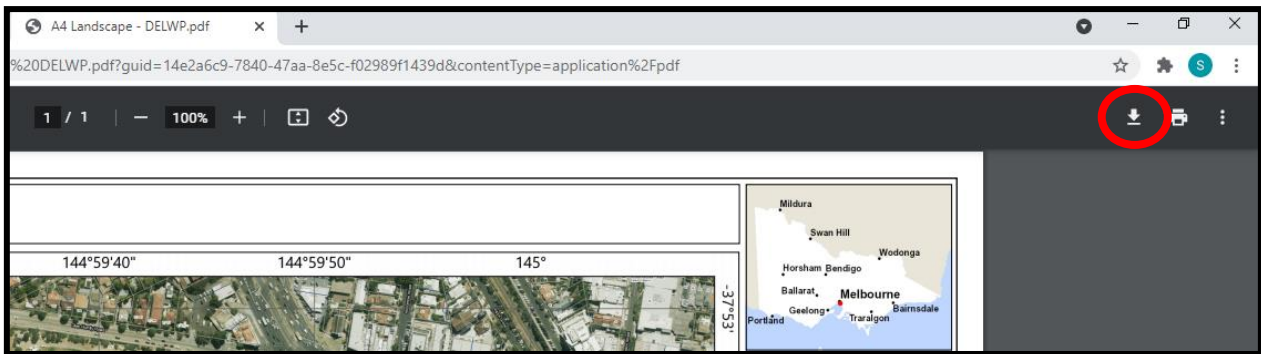 A4 Landscape - DELWP.pdf
%20DELWP.pdf?guid=14e2a6c9-7840-47aa-8e5c-f02989f1439d&contentType=application%2Fpdf
S
1 / 1 | − 100% + |
Mildura
Swan Hill
Wodonga
144°59'40" 144°59'50" 145°
Horsham Bendigo
Ballarat
Melbourne
-37°53'
Geelong
Bairnsdale
Portland
Traralgon